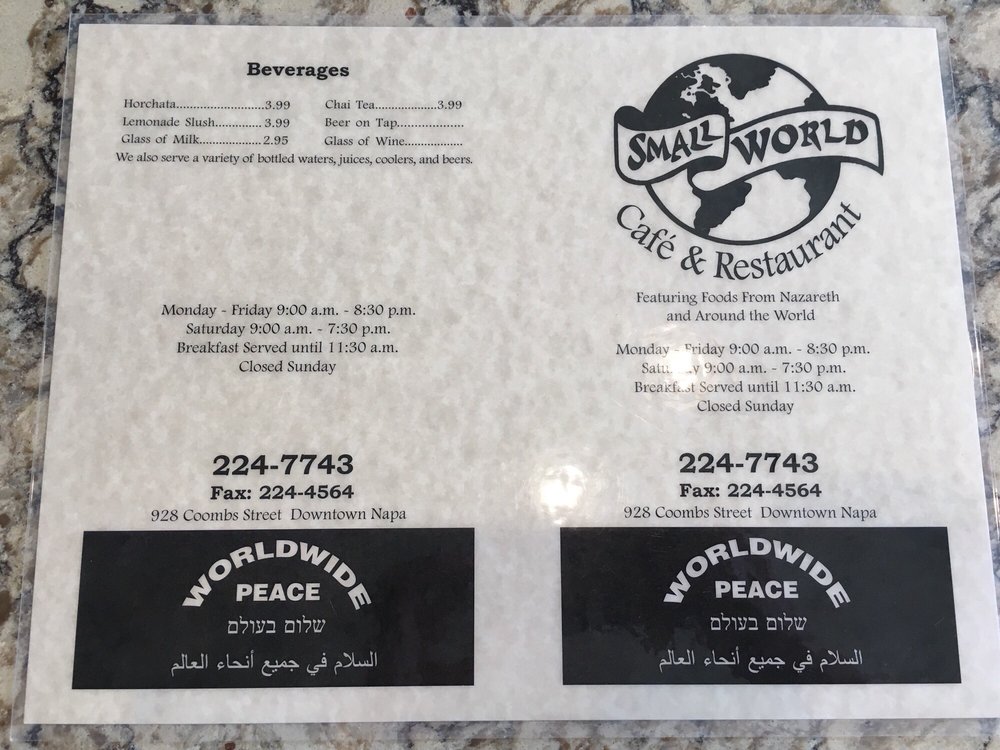 Beverages
Horchata.........................3.99
Lemonade Slush.............3.99
Glass of Milk..................2.95
Chai Tea..................3.99
Beer on Tap...................
Glass of Wine.................
We also serve a variety of bottled waters, juices, coolers, and beers.
Monday - Friday 9:00 a.m. - 8:30 p.m.
Saturday 9:00 a.m. - 7:30 p.m.
Breakfast Served until 11:30 a.m.
Closed Sunday
224-7743
Fax: 224-4564
928 Coombs Street Downtown Napa
WORLDWIDE
PEACE
שלום בעולם
السلام في جميع أنحاء العالم
SMALL WORLD
Café & Restaurant
Featuring Foods From Nazareth
and Around the World
Monday - Friday 9:00 a.m. - 8:30 p.m.
Saturday 9:00 a.m. - 7:30 p.m.
Breakfast Served until 11:30 a.m.
Closed Sunday
224-7743
Fax: 224-4564
928 Coombs Street Downtown Napa
WORLDWIDE
PEACE
שלום בעולם
السلام في جميع أنحاء العالم